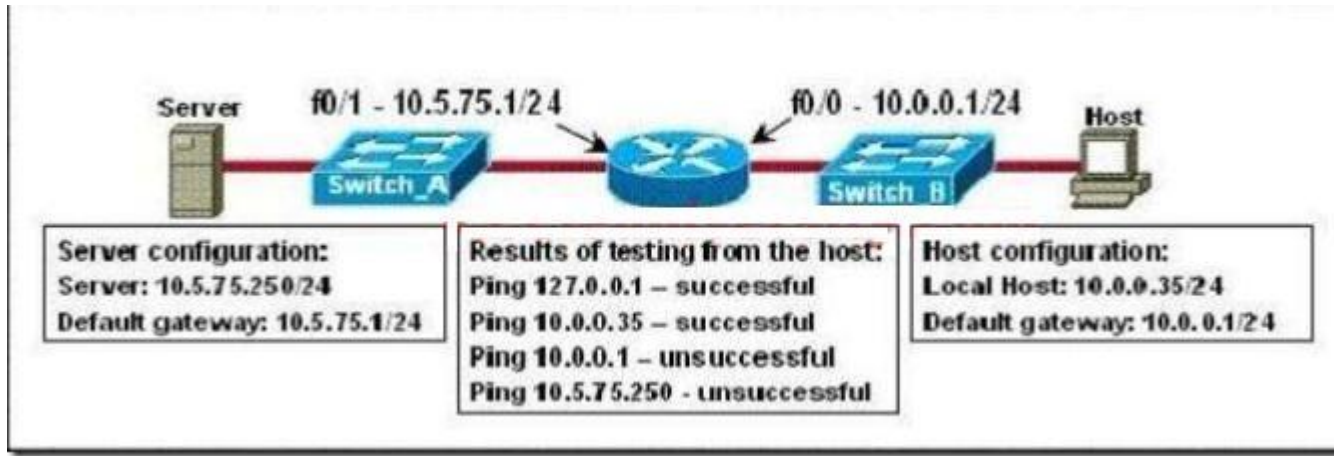 Server
f0/1 - 10.5.75.1/24
f0/0 - 10.0.0.1/24
Host
Switch_A
Switch_B
Server configuration:
Server: 10.5.75.250/24
Default gateway: 10.5.75.1/24
Results of testing from the host:
Ping 127.0.0.1 – successful
Ping 10.0.0.35 – successful
Ping 10.0.0.1 – unsuccessful
Ping 10.5.75.250 - unsuccessful
Host configuration:
Local Host: 10.0.0.35/24
Default gateway: 10.0.0.1/24